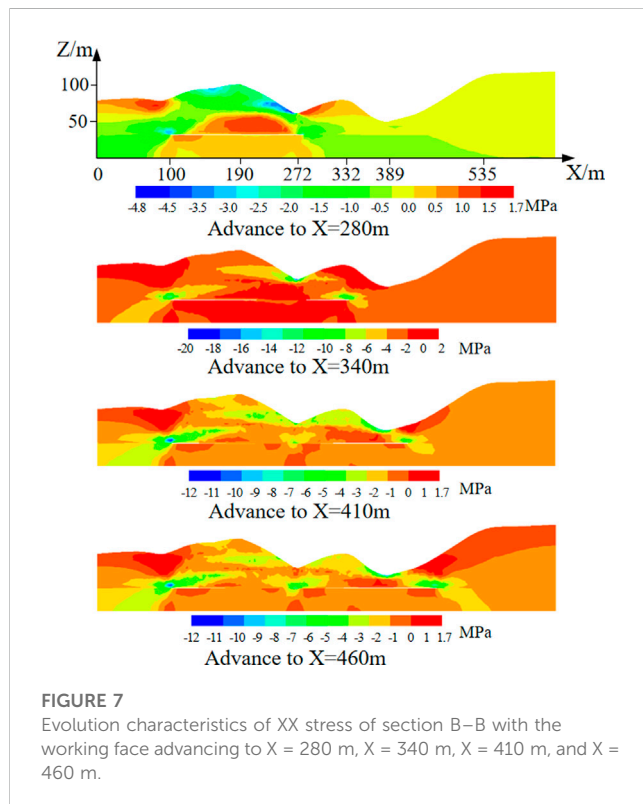 Z/m
100
50
0 100 190 272 332 389 535 X/m
-4.8 -4.5 -3.5 -3.0 -2.5 -2.0 -1.5 -1.0 -0.5 0.0 0.5 1.0 1.5 1.7 MPa
Advance to X=280m
-20 -18 -16 -14 -12 -10 -8 -6 -4 -2 0 2 MPa
Advance to X=340m
-12 -11 -10 -9 -8 -7 -6 -5 -4 -3 -2 -1 0 1 1.7 MPa
Advance to X=410m
-12 -11 -10 -9 -8 -7 -6 -5 -4 -3 -2 -1 0 1 1.7 MPa
Advance to X=460m
FIGURE 7
Evolution characteristics of XX stress of section B–B with the
working face advancing to X = 280 m, X = 340 m, X = 410 m, and X =
460 m.